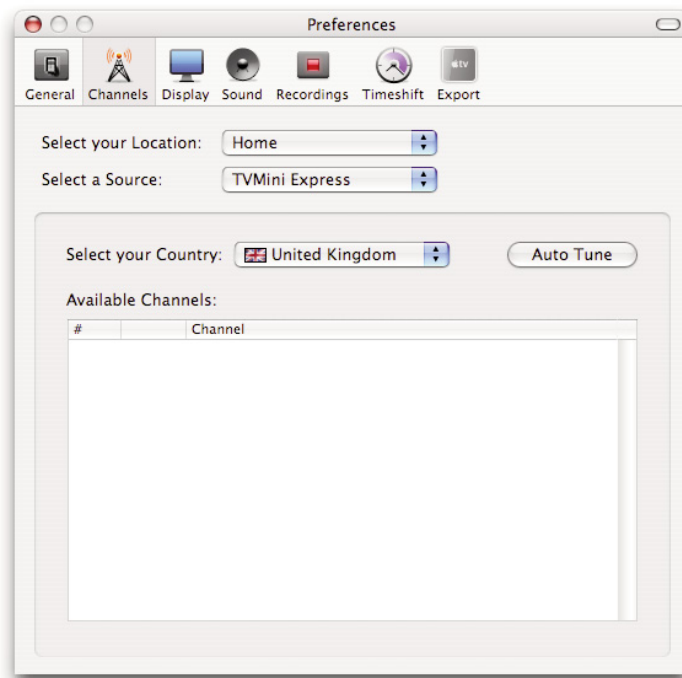 Preferences
General Channels Display Sound Recordings Timeshift Export
tv
Select your Location: Home
Select a Source: TVMini Express
Select your Country: United Kingdom Auto Tune
Available Channels:
# Channel